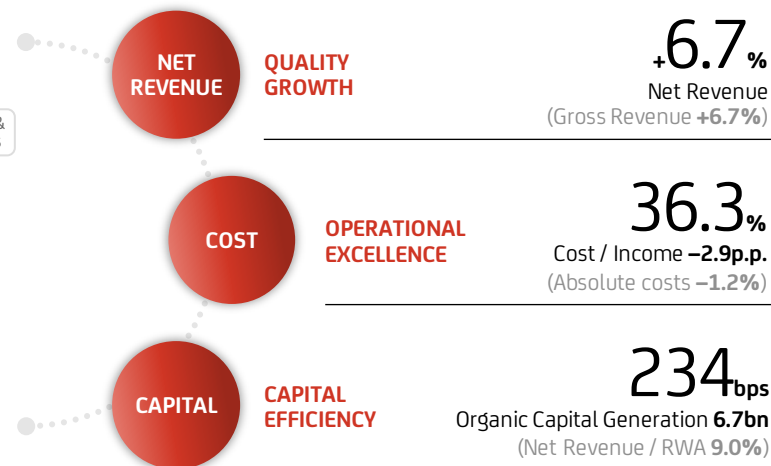 NET
REVENUE
QUALITY
GROWTH
+6.7%
Net Revenue
(Gross Revenue +6.7%)
&
COST
OPERATIONAL
EXCELLENCE
36.3%
Cost / Income –2.9p.p.
(Absolute costs –1.2%)
CAPITAL
CAPITAL
EFFICIENCY
234bps
Organic Capital Generation 6.7bn
(Net Revenue / RWA 9.0%)